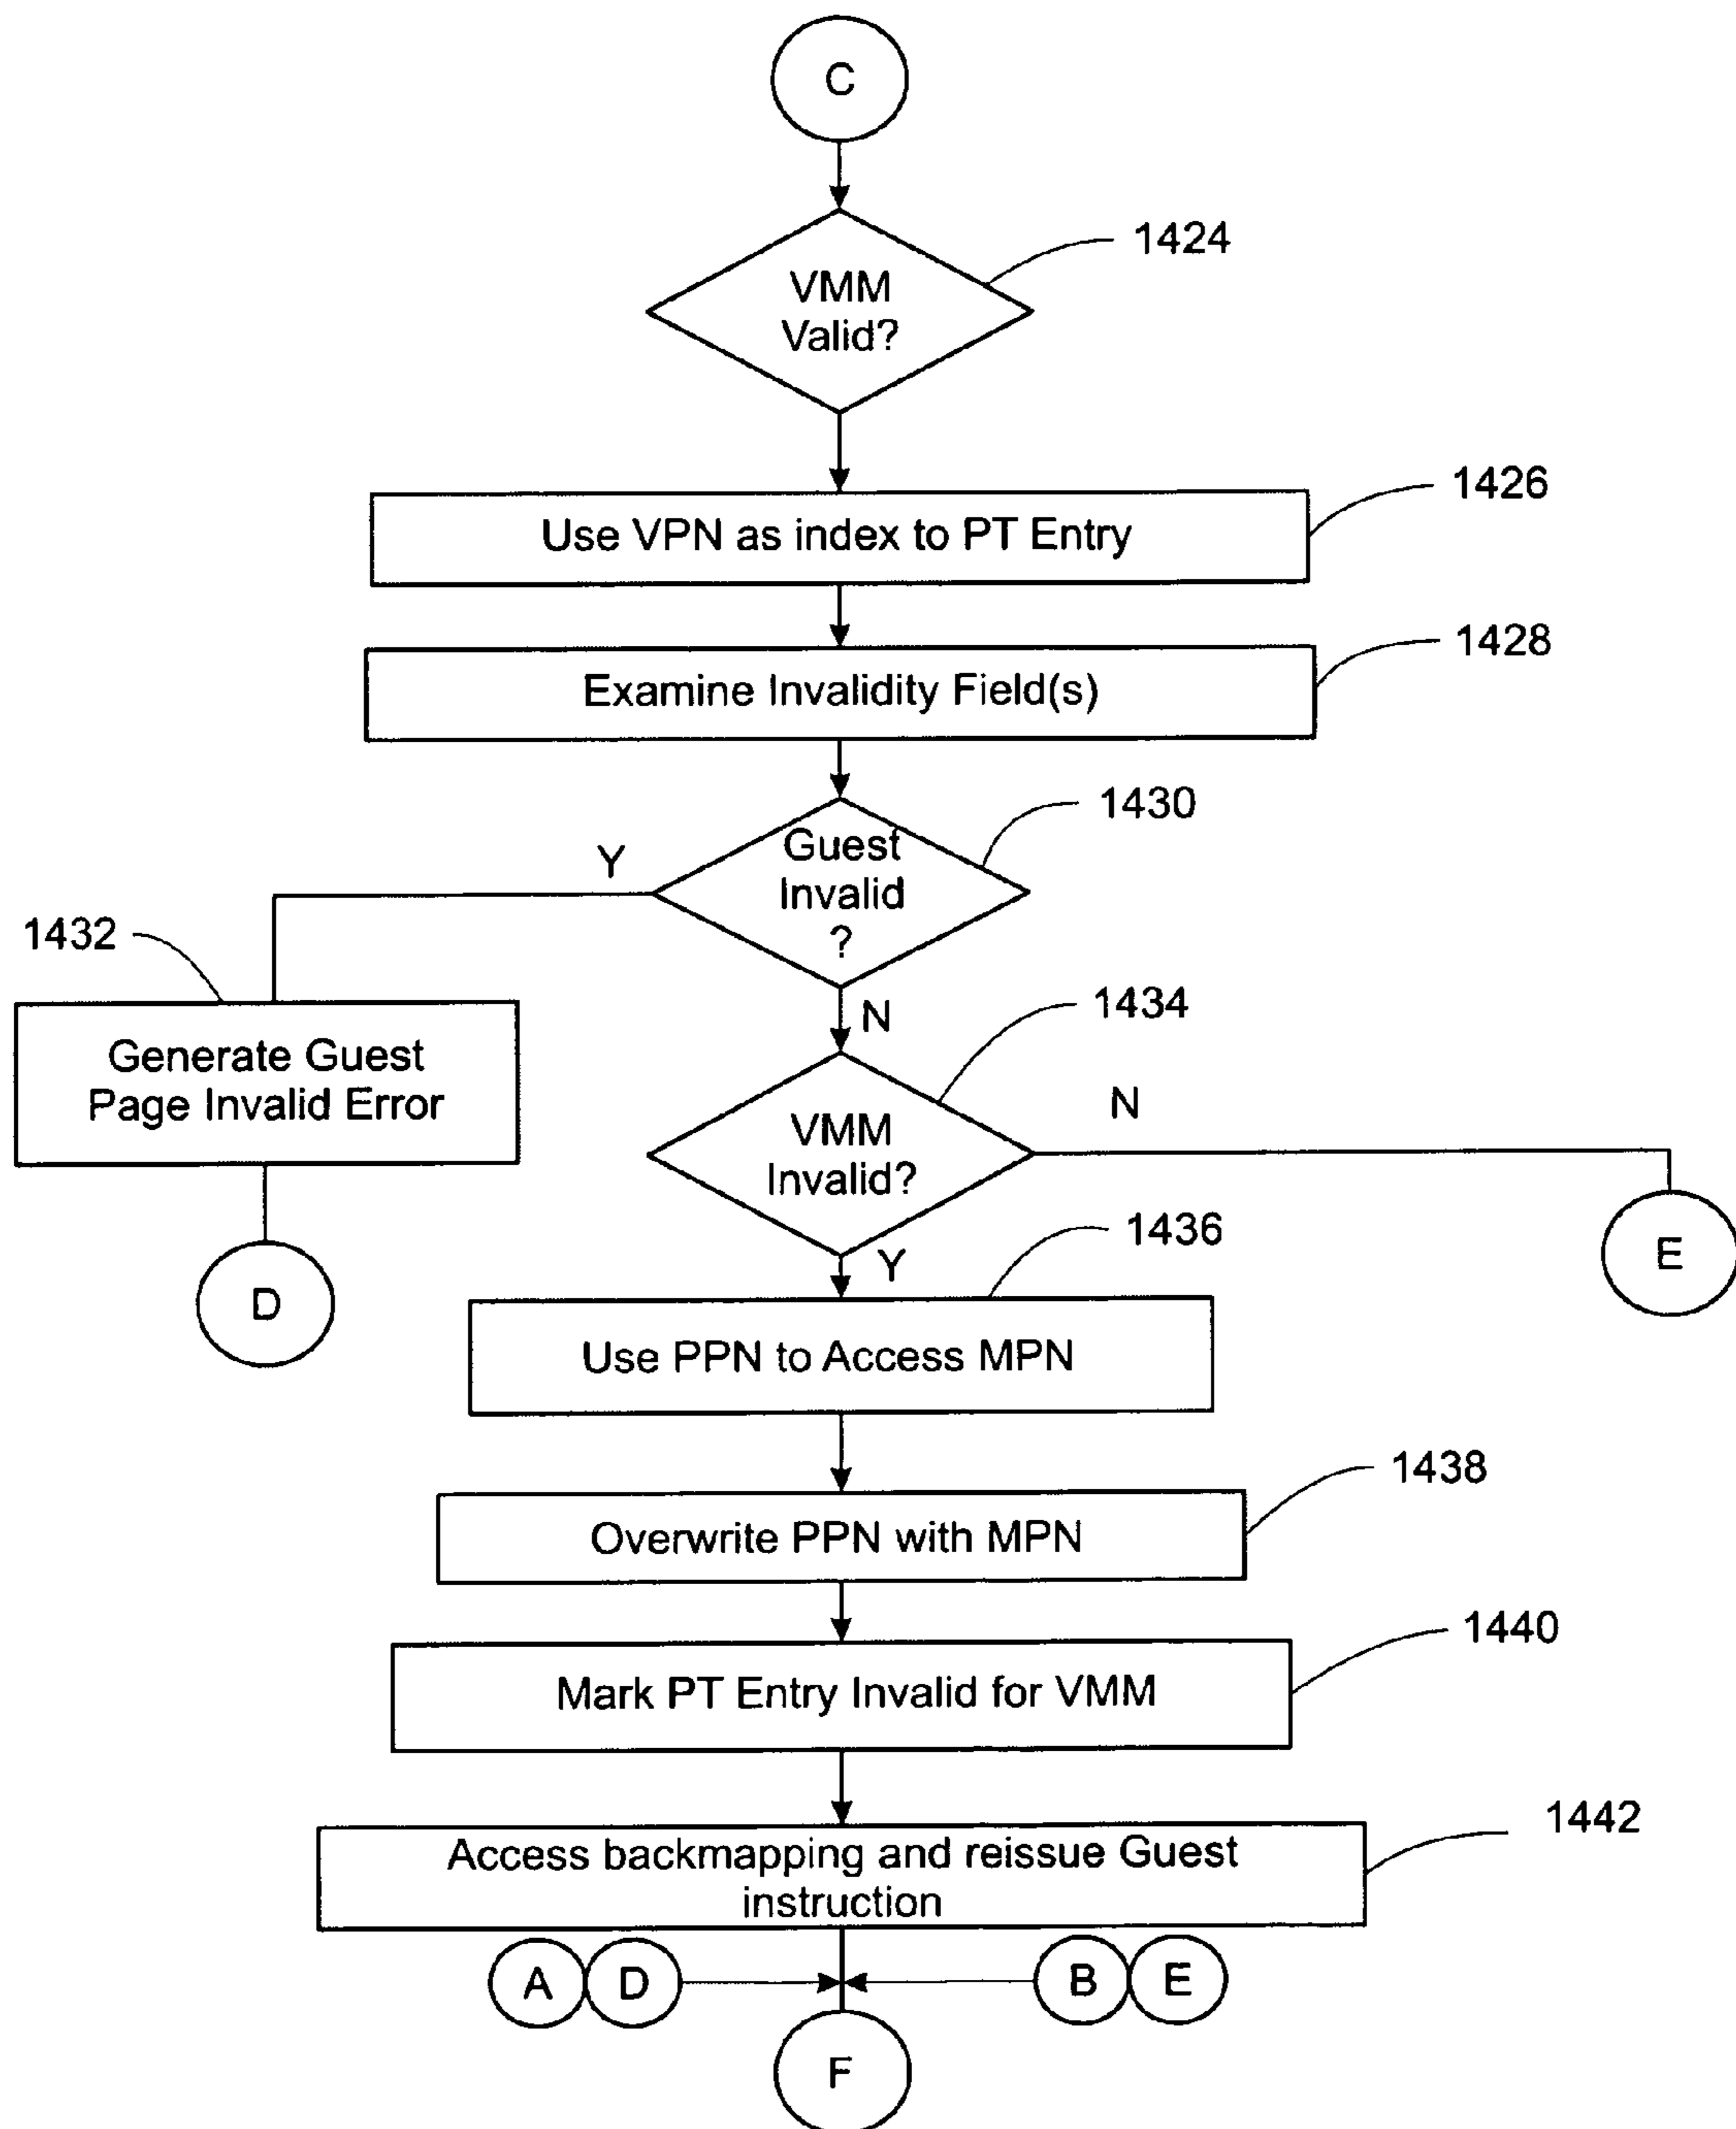 C
VMM
Valid?
1424
Use VPN as index to PT Entry
1426
Examine Invalidity Field(s)
1428
Guest
Invalid
?
1430
Y
N
1432
Generate Guest
Page Invalid Error
D
VMM
Invalid?
1434
N
E
Y
1436
Use PPN to Access MPN
Overwrite PPN with MPN
1438
Mark PT Entry Invalid for VMM
1440
Access backmapping and reissue Guest
instruction
1442
A
D
B
E
F